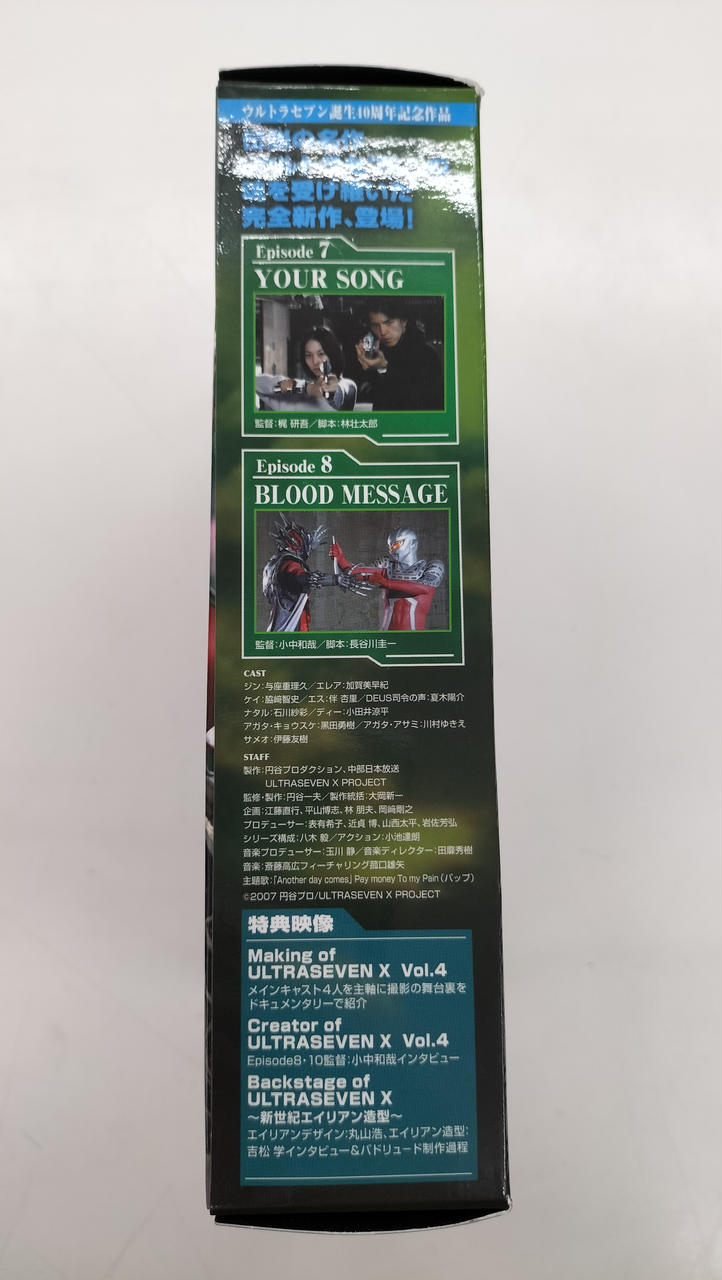 ウルトラセブン誕生40周年記念作品
の名作
を受け継いだ
完全新作、登場!
Episode 7
YOUR SONG
監督:梶 研吾/脚本:林壮太郎
Episode 8
BLOOD MESSAGE
監督:小中和哉/脚本:長谷川圭一
CAST
ジン:与座重理久/エレア:加賀美早紀
ケイ:脇﨑智史/エス:伴 杏里/DEUS司令の声:夏木陽介
ナタル:石川紗彩/ディー:小田井涼平
アガタ・キョウスケ:黒田勇樹/アガタ・アサミ:川村ゆきえ
サメオ:伊藤友樹
STAFF
製作:円谷プロダクション、中部日本放送
ULTRASEVEN X PROJECT
監修・製作:円谷一夫/製作統括:大岡新一
企画:江藤直行、平山博志、林 朋夫、岡﨑剛之
プロデューサー:表有希子、近貞 博、山西太平、岩佐芳弘
シリーズ構成:八木 毅/アクション:小池達朗
音楽プロデューサー:玉川 静/音楽ディレクター:田靡秀樹
音楽:斎藤高広フィーチャリング菰口雄矢
主題歌:「Another day comes」 Pay money To my Pain (バップ)
©2007 円谷プロ/ULTRASEVEN X PROJECT
特典映像
Making of
ULTRASEVEN X Vol.4
メインキャスト4人を主軸に撮影の舞台裏を
ドキュメンタリーで紹介
Creator of
ULTRASEVEN X Vol.4
Episode8・10監督:小中和哉インタビュー
Backstage of
ULTRASEVEN X
~新世紀エイリアン造型~
エイリアンデザイン:丸山浩、エイリアン造型:
吉松 学インタビュー&バドリュード制作過程